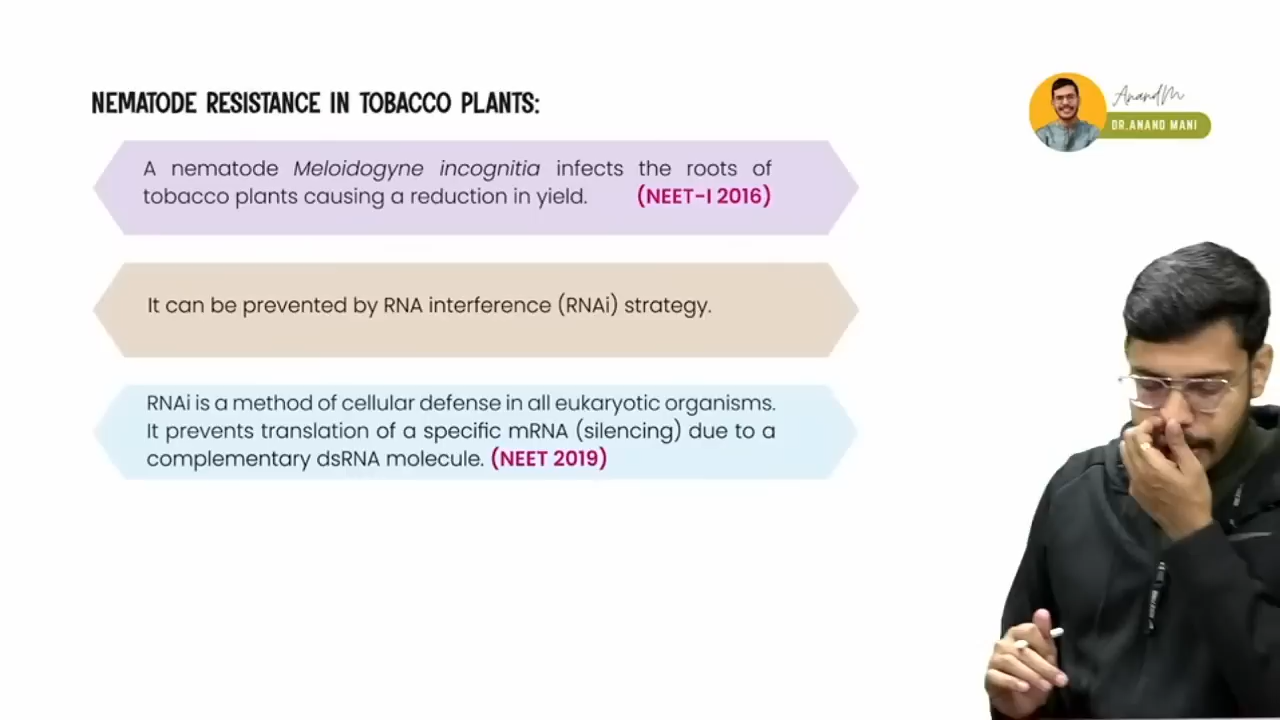 NEMATODE RESISTANCE IN TOBACCO PLANTS:
AnandM
DR.ANAND MANI
A nematode Meloidogyne incognitia infects the roots of
tobacco plants causing a reduction in yield. (NEET-I 2016)
It can be prevented by RNA interference (RNAi) strategy.
RNAi is a method of cellular defense in all eukaryotic organisms.
It prevents translation of a specific mRNA (silencing) due to a
complementary dsRNA molecule. (NEET 2019)